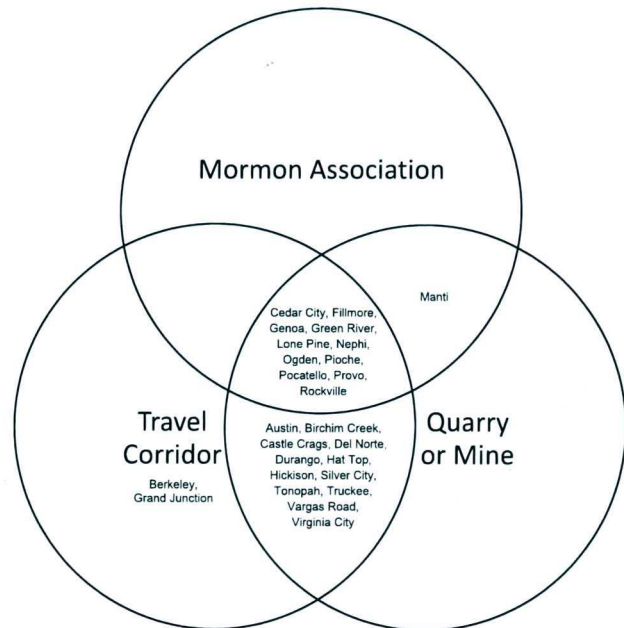 Mormon Association
Manti
Cedar City, Fillmore,
Genoa, Green River,
Lone Pine, Nephi,
Ogden, Pioche,
Pocatello, Provo,
Rockville
Travel
Corridor
Berkeley,
Grand Junction
Austin, Birchim Creek,
Castle Crags, Del Norte,
Durango, Hat Top,
Hickison, Silver City,
Tonopah, Truckee,
Vargas Road,
Virginia City
Quarry
or Mine